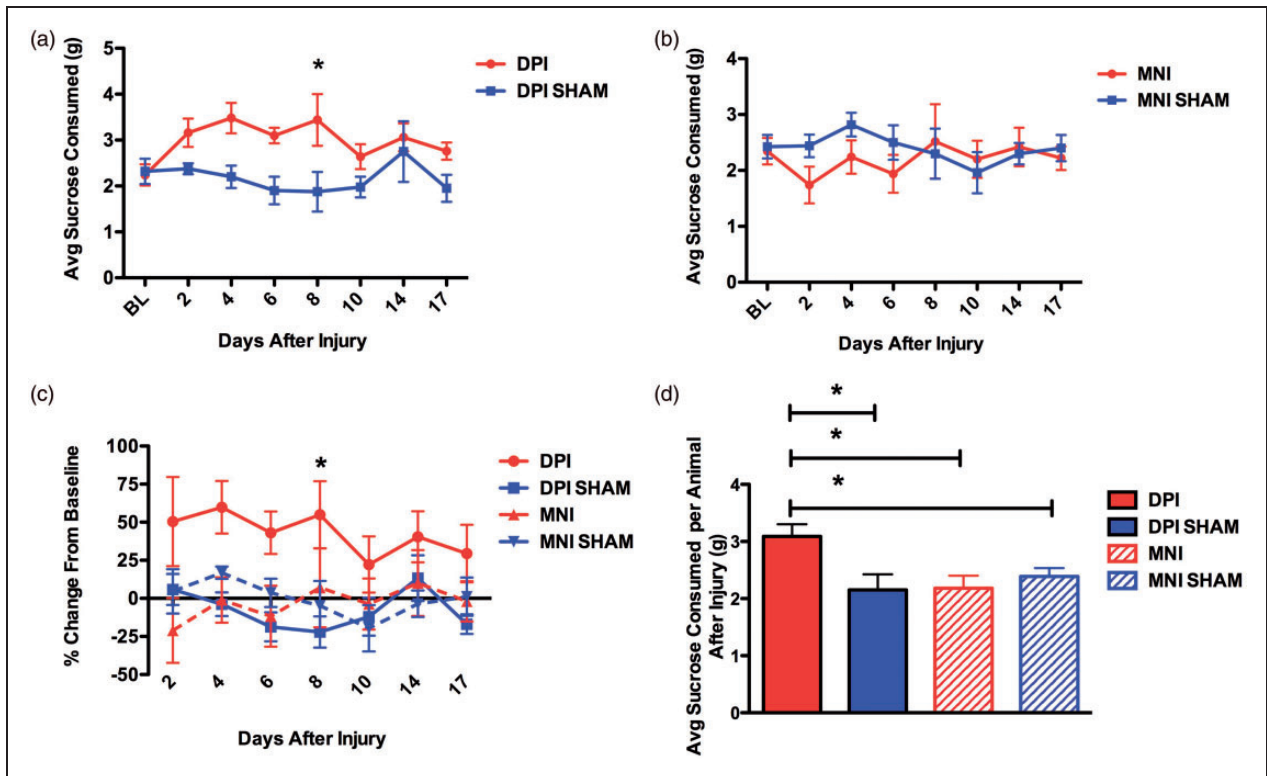 (a)
Avg Sucrose Consumed (g)
5
4
3
2
1
0
*
BL 2 4 6 8 10 14 17
Days After Injury
DPI
DPI SHAM
(b)
Avg Sucrose Consumed (g)
4
3
2
1
0
BL 2 4 6 8 10 14 17
Days After Injury
MNI
MNI SHAM
(c)
% Change From Baseline
100
75
50
25
0
-25
-50
*
2 4 6 8 10 14 17
Days After Injury
DPI
DPI SHAM
MNI
MNI SHAM
(d)
Avg Sucrose Consumed per Animal
After Injury (g)
4
3
2
1
0
*
*
*
DPI
DPI SHAM
MNI
MNI SHAM